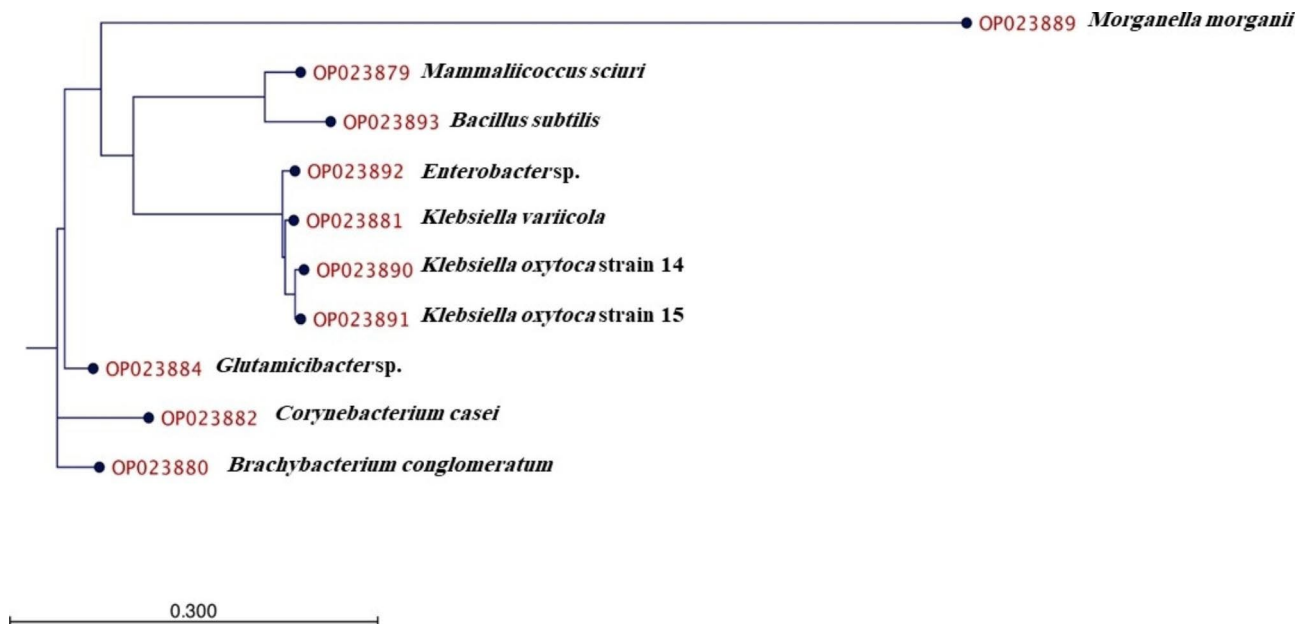 OP023889 Morganella morganii
OP023879 Mammaliicoccus sciuri
OP023893 Bacillus subtilis
OP023892 Enterobacter sp.
OP023881 Klebsiella variicola
OP023890 Klebsiella oxytoca strain 14
OP023891 Klebsiella oxytoca strain 15
OP023884 Glutamicibacter sp.
OP023882 Corynebacterium casei
OP023880 Brachybacterium conglomeratum
0.300